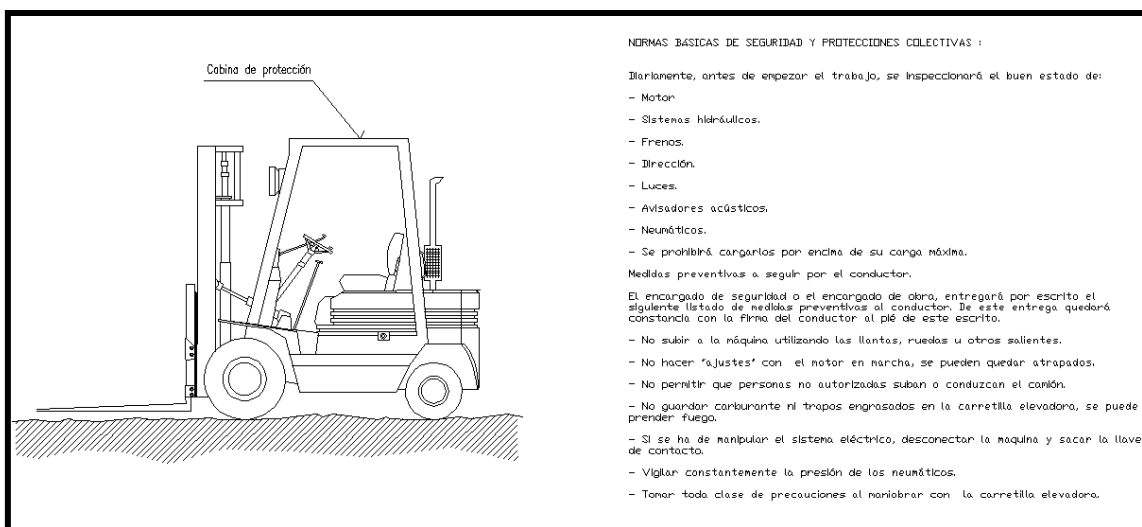 Cabina de protección
NORMAS BÁSICAS DE SEGURIDAD Y PROTECCIONES COLECTIVAS :
Diariamente, antes de empezar el trabajo, se inspeccionará el buen estado de:
- Motor
- Sistemas hidráulicos.
- Frenos.
- Dirección.
- Luces.
- Avisadores acústicos.
- Neumáticos.
- Se prohibirá cargarlos por encima de su carga máxima.
Medidas preventivas a seguir por el conductor.
El encargado de seguridad o el encargado de obra, entregará por escrito el
siguiente listado de medidas preventivas al conductor. De este entrega quedará
constancia con la firma del conductor al pié de este escrito.
- No subir a la máquina utilizando las llantas, ruedas u otros salientes.
- No hacer "ajustes" con el motor en marcha, se pueden quedar atrapados.
- No permitir que personas no autorizadas suban o conduzcan el camión.
- No guardar carburante ni trapos engrasados en la carretilla elevadora, se puede
prender fuego.
- Si se ha de manipular el sistema eléctrico, desconectar la maquina y sacar la llave
de contacto.
- Vigilar constantemente la presión de los neumáticos.
- Tomar toda clase de precauciones al maniobrar con la carretilla elevadora.